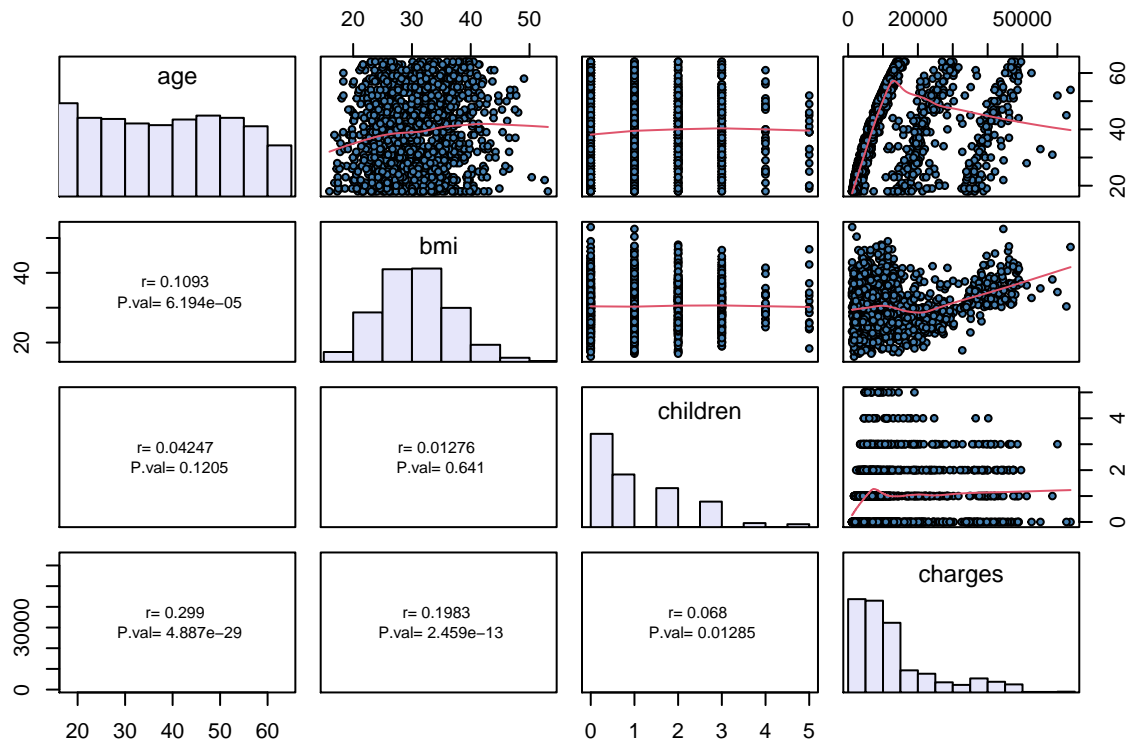 20 30 40 50
0 20000 50000
age
20 40 60
bmi
20 40
r= 0.1093
P.val= 6.194e−05
children
r= 0.04247
P.val= 0.1205
r= 0.01276
P.val= 0.641
0 2 4
charges
0 30000
r= 0.299
P.val= 4.887e−29
r= 0.1983
P.val= 2.459e−13
r= 0.068
P.val= 0.01285
20 30 40 50 60
0 1 2 3 4 5